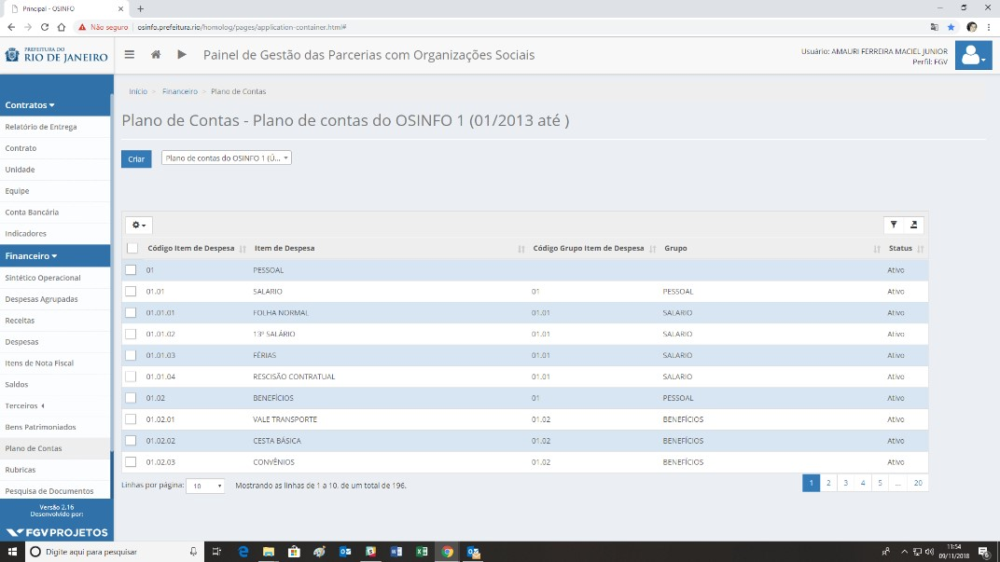 Principal - OSINFO
Não seguro | osinfo.prefeitura.rio/homolog/pages/application-container.html#
PREFEITURA DO
RIO DE JANEIRO
Painel de Gestão das Parcerias com Organizações Sociais
Usuário: AMAURI FERREIRA MACIEL JUNIOR
Perfil: FGV
Contratos
Relatório de Entrega
Contrato
Unidade
Equipe
Conta Bancária
Indicadores
Financeiro
Sintético Operacional
Despesas Agrupadas
Receitas
Despesas
Itens de Nota Fiscal
Saldos
Terceiros
Bens Patrimoniados
Plano de Contas
Rubricas
Pesquisa de Documentos
Versão 2.16
Desenvolvido por:
FGV PROJETOS
Início > Financeiro > Plano de Contas
Plano de Contas - Plano de contas do OSINFO 1 (01/2013 até )
Criar
Plano de contas do OSINFO 1 (Ú...
Código Item de Despesa Item de Despesa Código Grupo Item de Despesa Grupo Status
01 PESSOAL Ativo
01.01 SALARIO 01 PESSOAL Ativo
01.01.01 FOLHA NORMAL 01.01 SALARIO Ativo
01.01.02 13º SALÁRIO 01.01 SALARIO Ativo
01.01.03 FÉRIAS 01.01 SALARIO Ativo
01.01.04 RESCISÃO CONTRATUAL 01.01 SALARIO Ativo
01.02 BENEFÍCIOS 01 PESSOAL Ativo
01.02.01 VALE TRANSPORTE 01.02 BENEFÍCIOS Ativo
01.02.02 CESTA BÁSICA 01.02 BENEFÍCIOS Ativo
01.02.03 CONVÊNIOS 01.02 BENEFÍCIOS Ativo
Linhas por página: 10 Mostrando as linhas de 1 a 10. de um total de 196.
1 2 3 4 5 ... 20
Digite aqui para pesquisar
11:54
09/11/2018